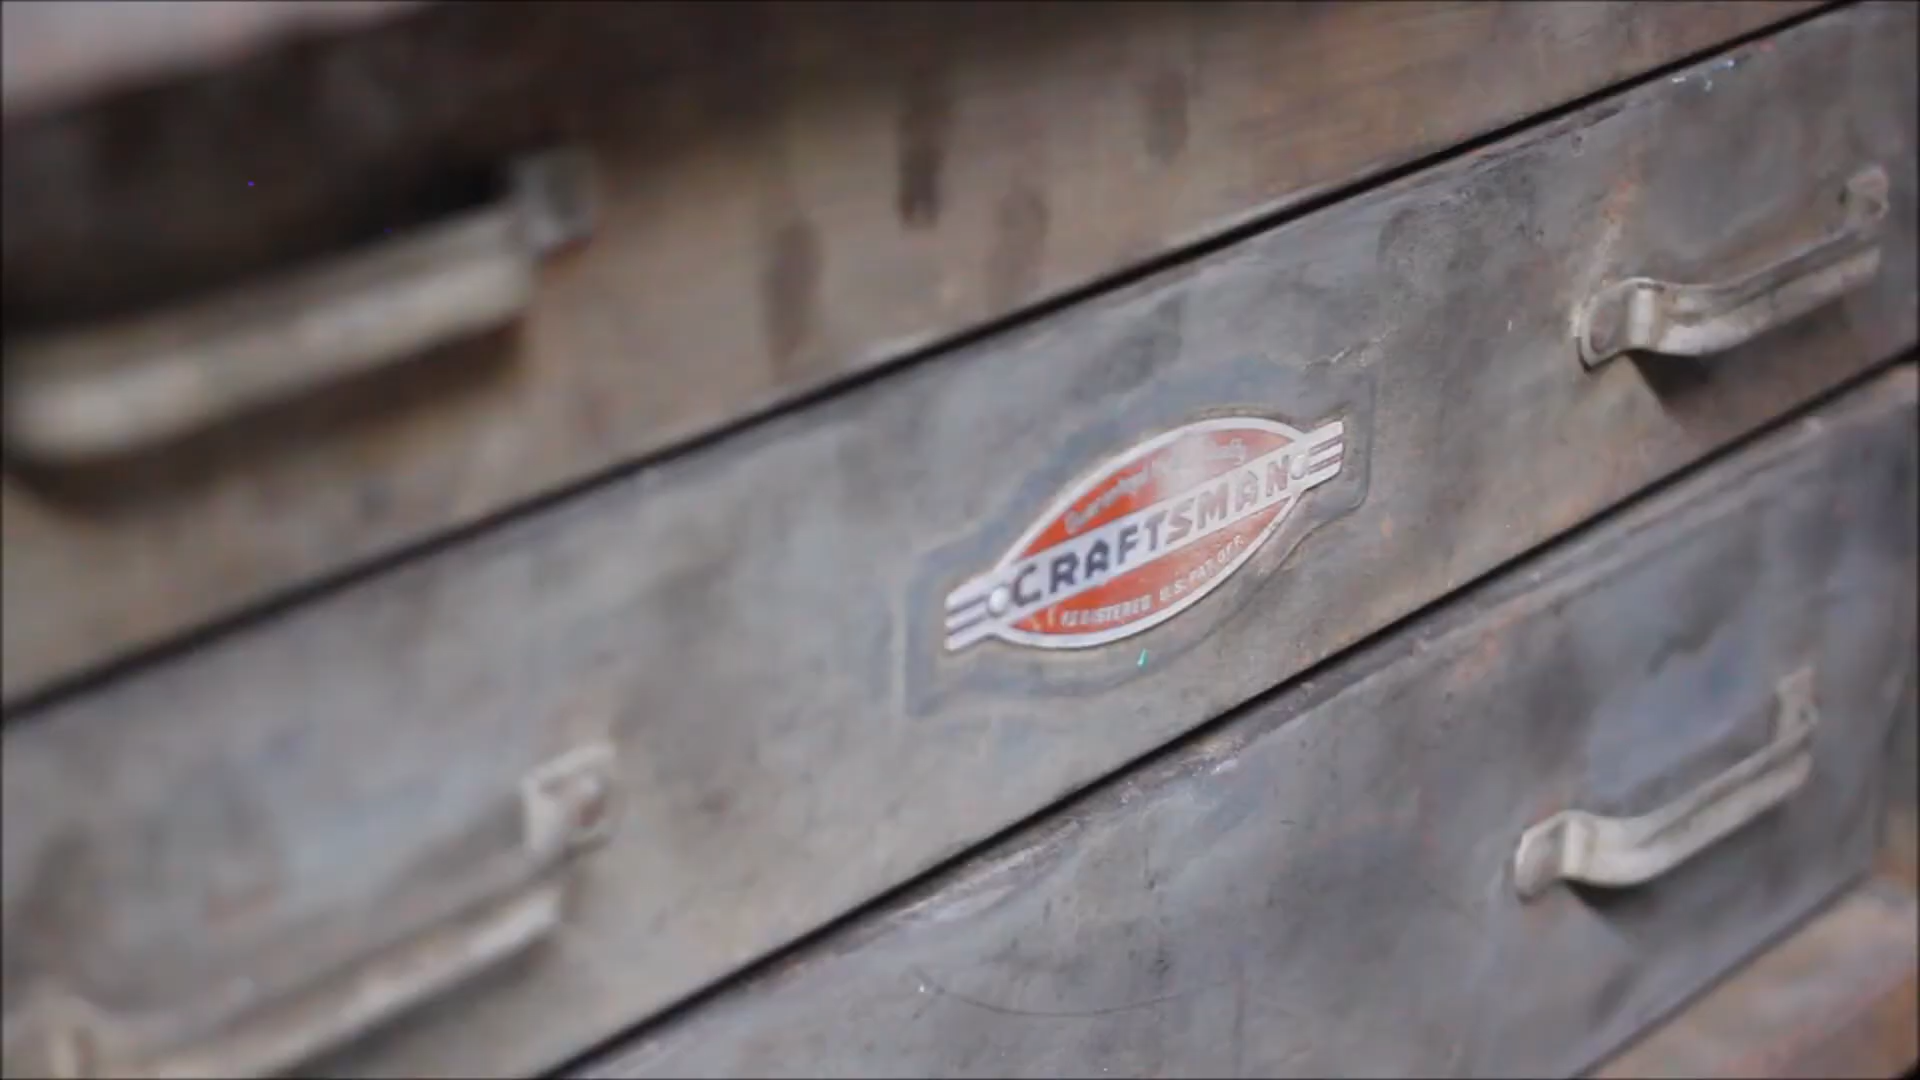 CRAFTSMAN
REGISTERED U.S. PAT. OFF.